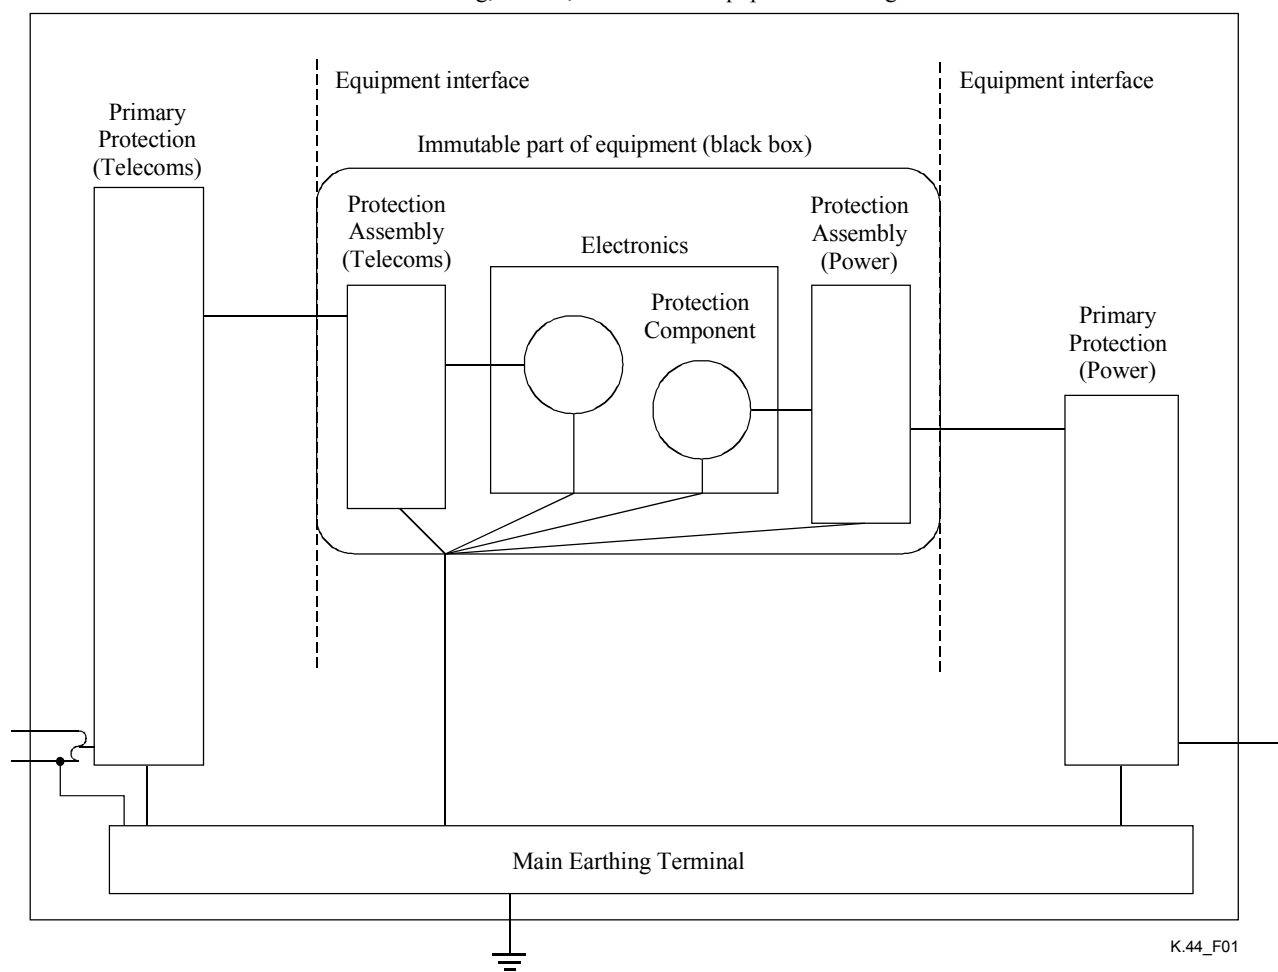 Equipment interface
Equipment interface
Immutable part of equipment (black box)
Primary
Protection
(Telecoms)
Protection
Assembly
(Telecoms)
Electronics
Protection
Component
Protection
Assembly
(Power)
Primary
Protection
(Power)
Main Earthing Terminal
K.44_F01